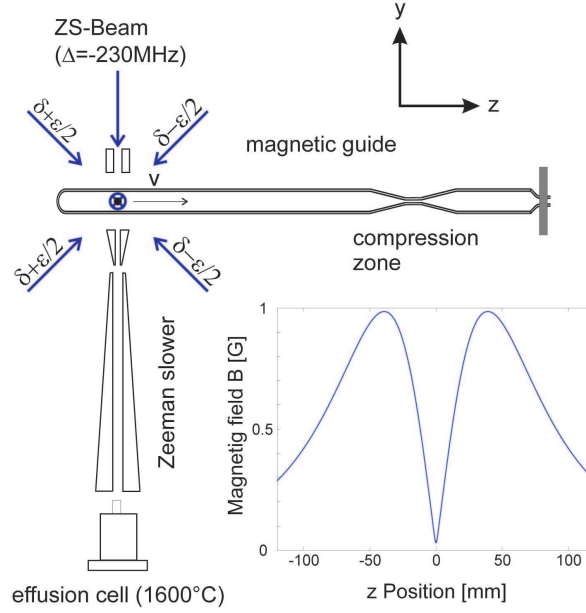 ZS-Beam
(Δ=-230MHz)
y
z
δ+ε/2
δ−ε/2
magnetic guide
v
δ+ε/2
δ−ε/2
compression
zone
Zeeman slower
effusion cell (1600°C)
Magnetig field B [G]
1
0.5
0
-100
-50
0
50
100
z Position [mm]